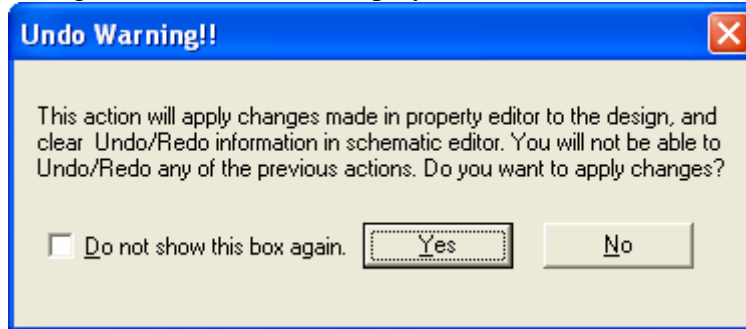 Undo Warning!!
This action will apply changes made in property editor to the design, and
clear  Undo/Redo information in schematic editor. You will not be able to
Undo/Redo any of the previous actions. Do you want to apply changes?
Do not show this box again. Yes No